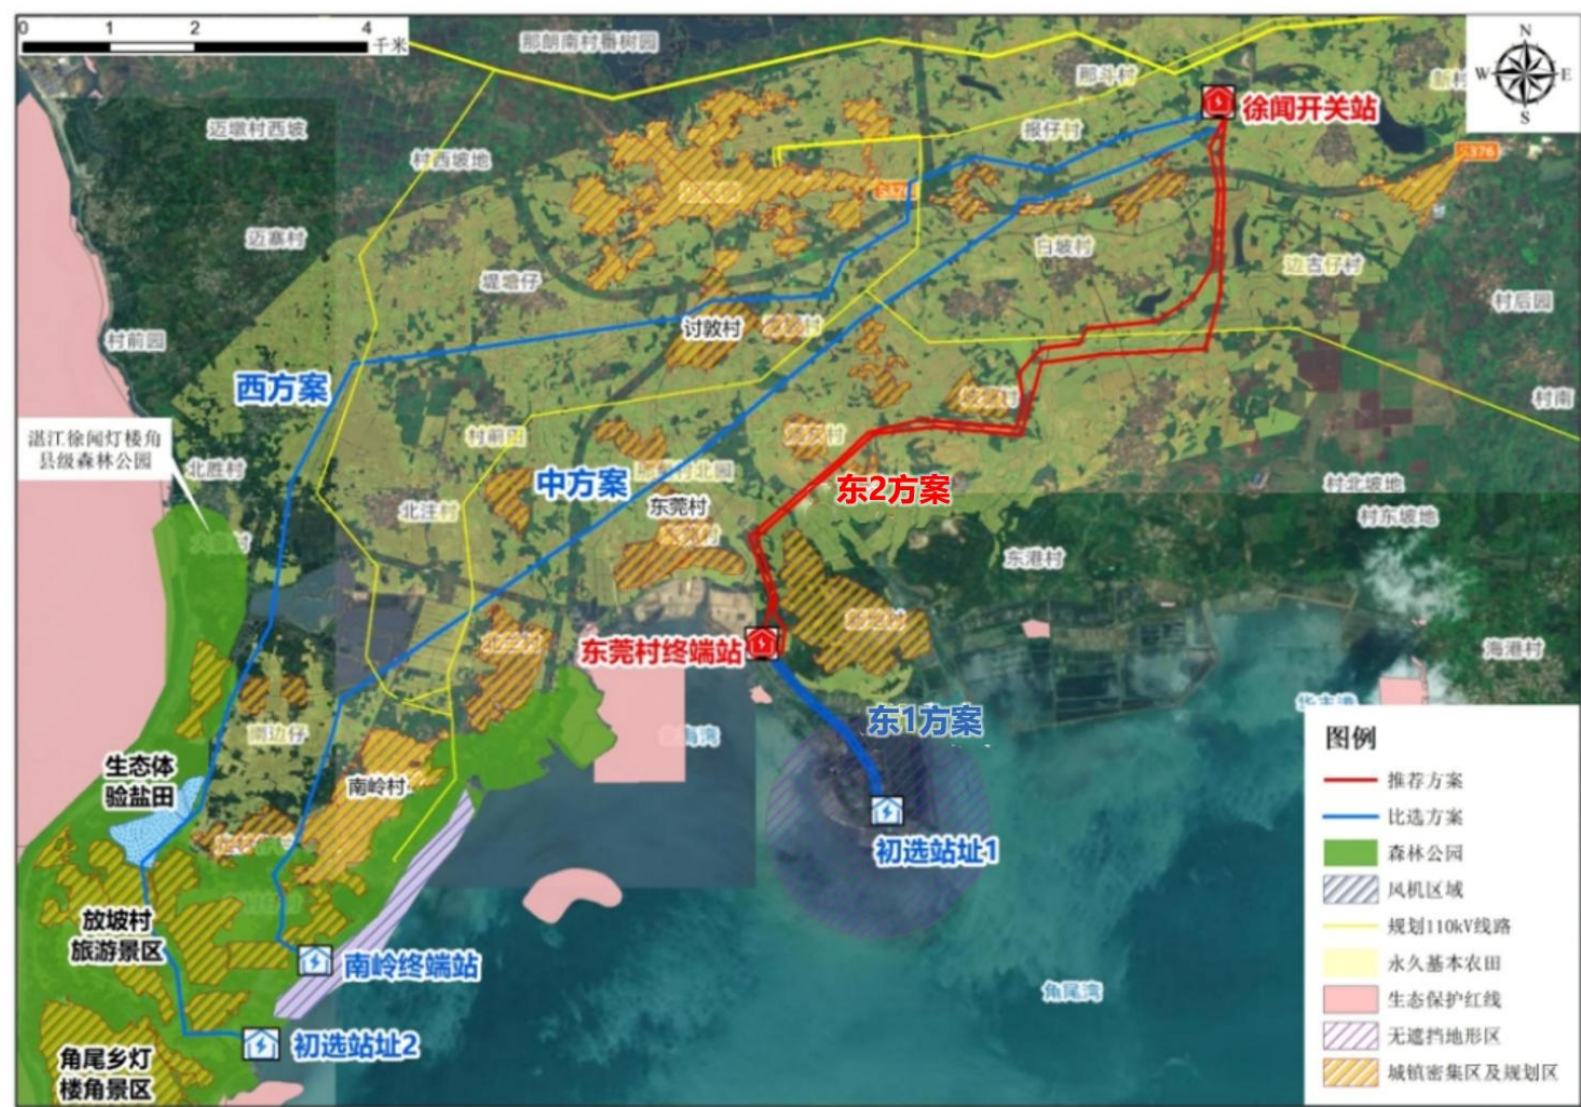 0 1 2 4
千米
N
W E
S
那朗南村番树园
那斗村
新村
徐闻开关站
迈墩村西坡
村西坡地
报仔村
S376
迈寨村
堤塘仔
白坡村
边吉仔村
村后园
村前园
讨敦村
西方案
村南
湛江徐闻灯楼角
县级森林公园
北胜村
村前园
中方案
东2方案
村北坡地
北注村
东莞村
村东坡地
东港村
东莞村终端站
海港村
南边仔
东1方案
生态体
验盐田
南岭村
初选站址1
放坡村
旅游景区
南岭终端站
角尾湾
初选站址2
角尾乡灯
楼角景区
图例
推荐方案
比选方案
森林公园
风机区域
规划110kV线路
永久基本农田
生态保护红线
无遮挡地形区
城镇密集区及规划区